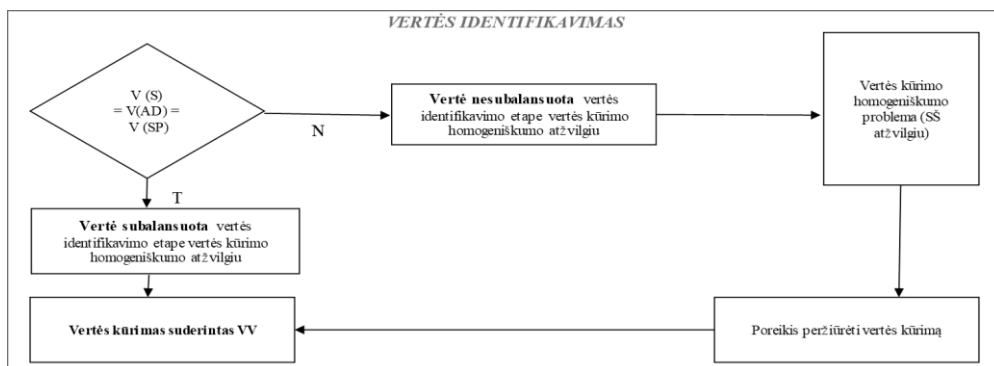 VERTĖS IDENTIFIKAVIMAS
V (S)
= V(AD) =
V (SP)
N
Vertė nesubalansuota vertės
identifikavimo etape vertės kūrimo
homogeniškumo atžvilgiu
Vertės kūrimo
homogeniškumo
problema (SŠ
atžvilgiu)
T
Vertė subalansuota vertės
identifikavimo etape vertės kūrimo
homogeniškumo atžvilgiu
Vertės kūrimas suderintas VV
Poreikis peržiūrėti vertės kūrimą